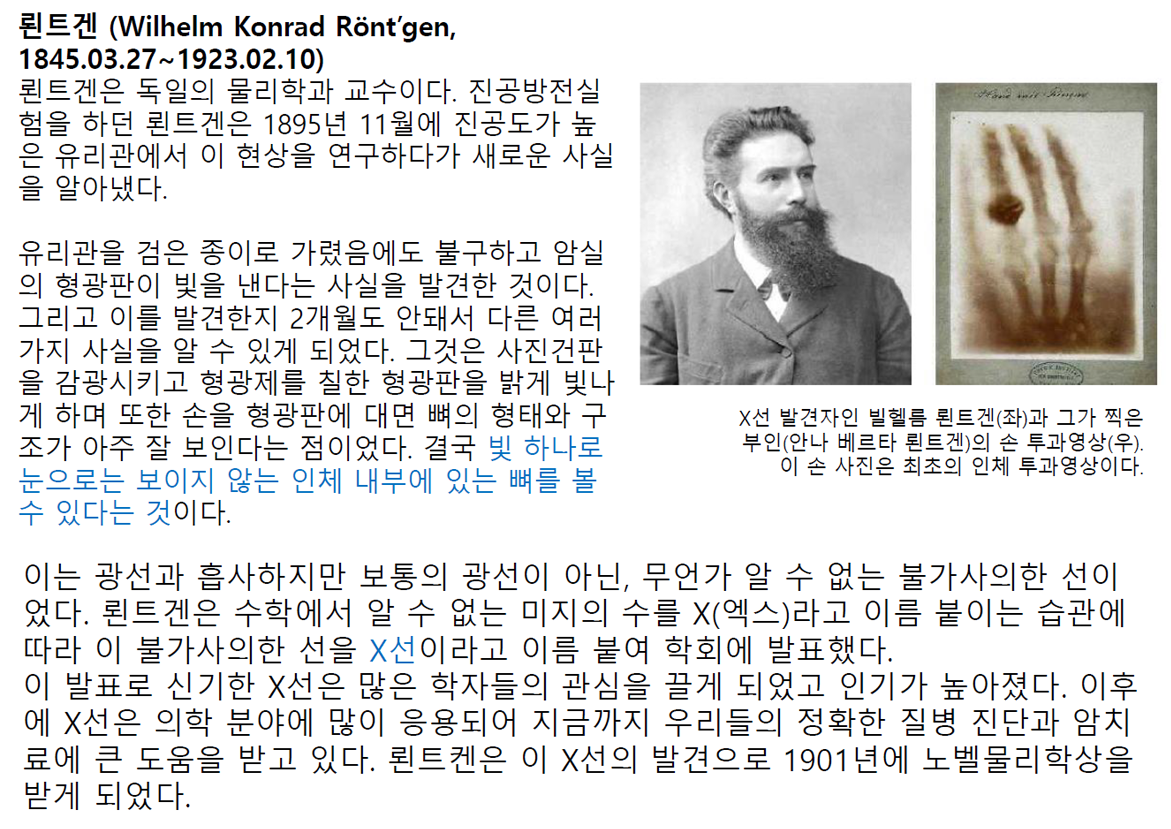 뢴트겐 (Wilhelm Konrad Rönt’gen,
1845.03.27~1923.02.10)
뢴트겐은 독일의 물리학과 교수이다. 진공방전실
험을 하던 뢴트겐은 1895년 11월에 진공도가 높
은 유리관에서 이 현상을 연구하다가 새로운 사실
을 알아냈다.
유리관을 검은 종이로 가렸음에도 불구하고 암실
의 형광판이 빛을 낸다는 사실을 발견한 것이다.
그리고 이를 발견한지 2개월도 안돼서 다른 여러
가지 사실을 알 수 있게 되었다. 그것은 사진건판
을 감광시키고 형광제를 칠한 형광판을 밝게 빛나
게 하며 또한 손을 형광판에 대면 뼈의 형태와 구
조가 아주 잘 보인다는 점이었다. 결국 빛 하나로
눈으로는 보이지 않는 인체 내부에 있는 뼈를 볼
수 있다는 것이다.
Hand mit Ringen
X선 발견자인 빌헬름 뢴트겐(좌)과 그가 찍은
부인(안나 베르타 뢴트겐)의 손 투과영상(우).
이 손 사진은 최초의 인체 투과영상이다.
이는 광선과 흡사하지만 보통의 광선이 아닌, 무언가 알 수 없는 불가사의한 선이
었다. 뢴트겐은 수학에서 알 수 없는 미지의 수를 X(엑스)라고 이름 붙이는 습관에
따라 이 불가사의한 선을 X선이라고 이름 붙여 학회에 발표했다.
이 발표로 신기한 X선은 많은 학자들의 관심을 끌게 되었고 인기가 높아졌다. 이후
에 X선은 의학 분야에 많이 응용되어 지금까지 우리들의 정확한 질병 진단과 암치
료에 큰 도움을 받고 있다. 뢴트켄은 이 X선의 발견으로 1901년에 노벨물리학상을
받게 되었다.